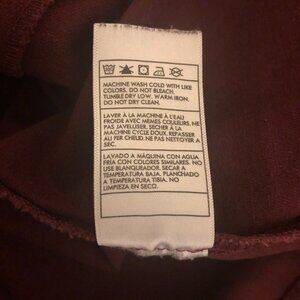 MACHINE WASH COLD WITH LIKE
COLORS. DO NOT BLEACH.
TUMBLE DRY LOW. WARM IRON.
DO NOT DRY CLEAN.
LAVER À LA MACHINE À L'EAU
FROIDE AVEC MEMES COULEURS. NE
PAS JAVELLISER. SÉCHER À LA
MACHINE CYCLE DOUX. REPASSER
AU FER CHEUD. NE PAS NETTOYER A
SEC.
LAVADO A MÁQUINA CON AGUA
FRIA CON COLORES SIMILARES. NO
USE BLANQUEADOR. SECAR A
TEMPERATURA BAJA. PLANCHADO
A TEMPERATURA TIBIA. NO
LIMPIEZA EN SECO.